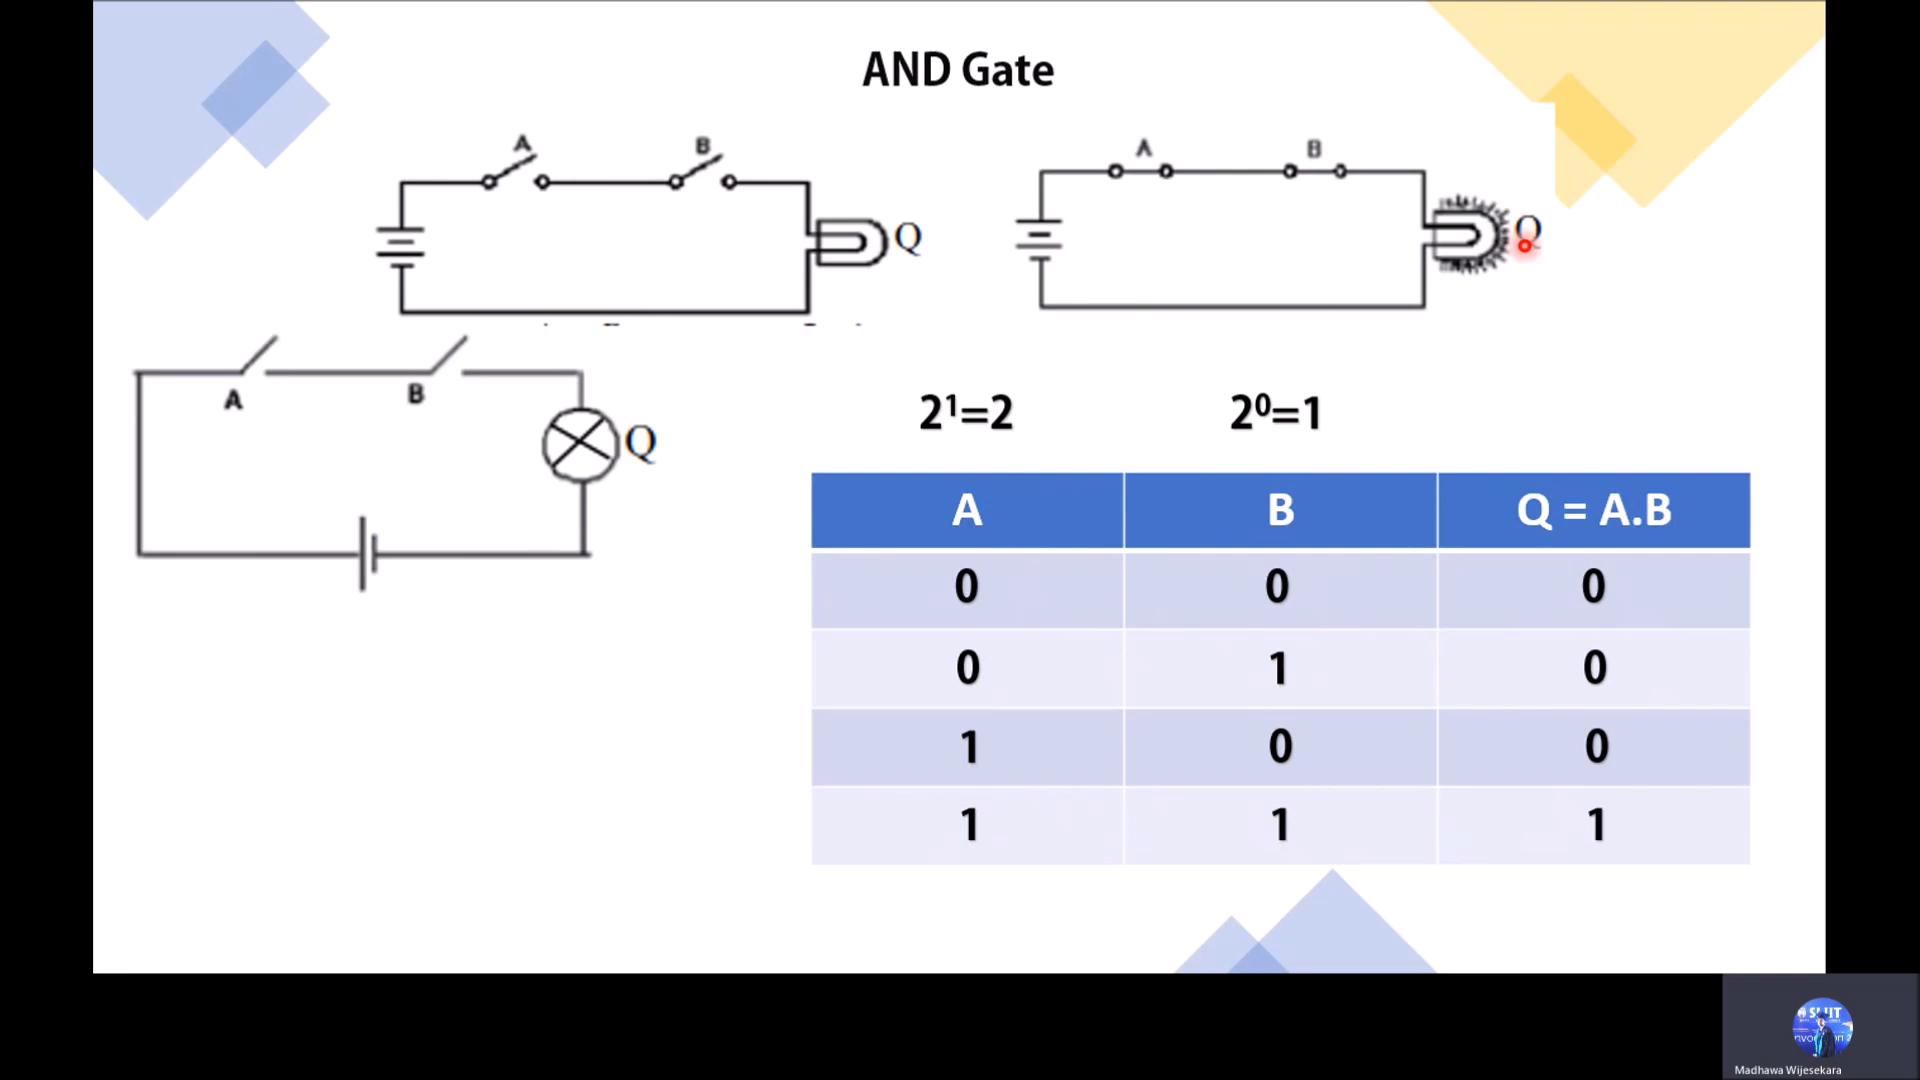 AND Gate
A
B
Q
A
B
Q
A
B
Q
2¹=2
2⁰=1
A B Q = A.B
0 0 0
0 1 0
1 0 0
1 1 1
SLIIT
Madhawa Wijesekara